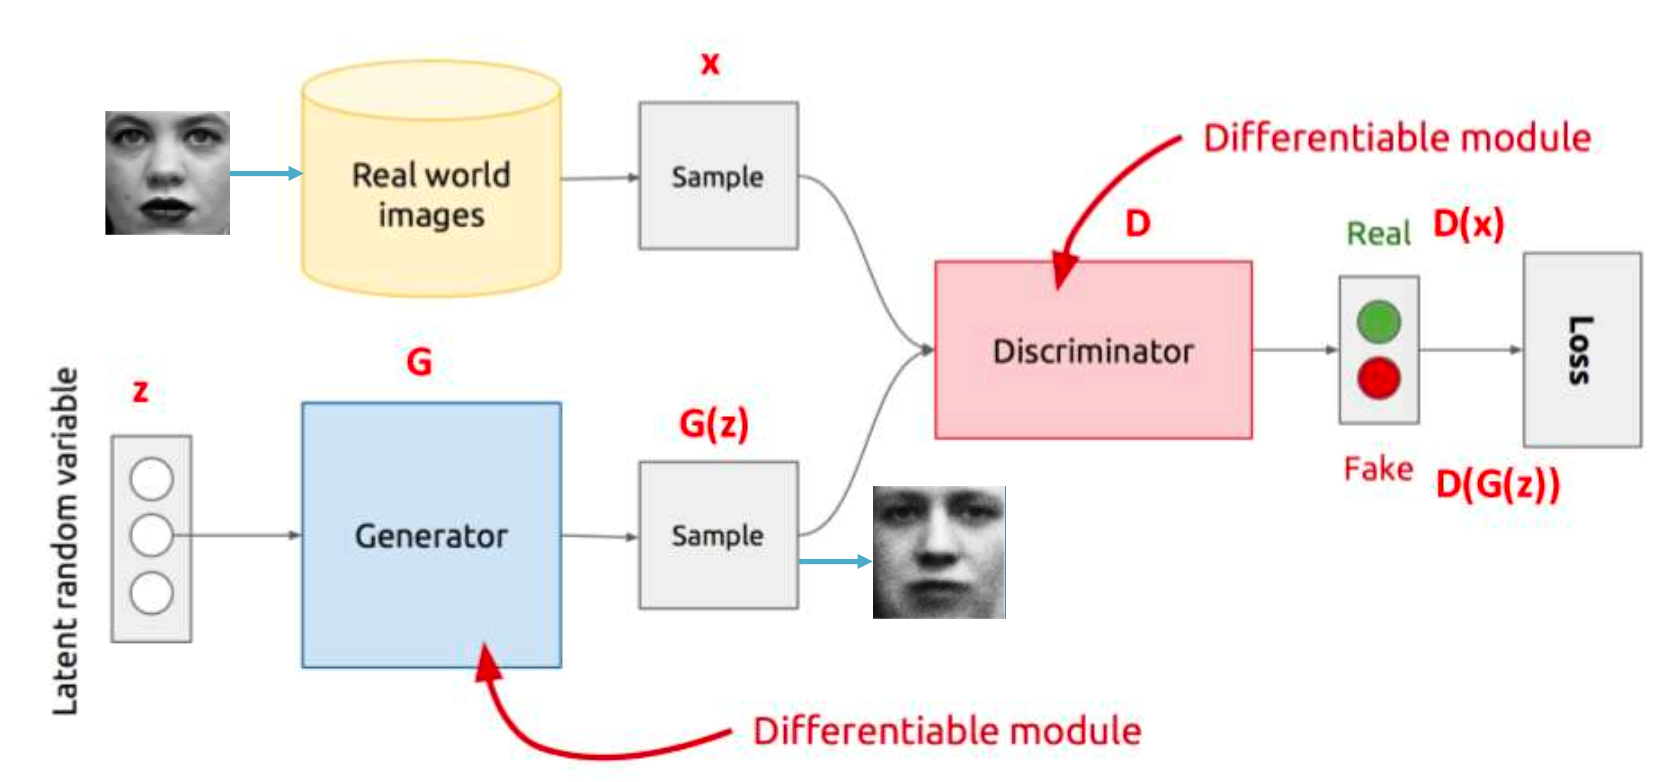 x
Real world
images
Sample
Differentiable module
D
Real
D(x)
Discriminator
Loss
Fake
D(G(z))
Latent random variable
z
G
Generator
G(z)
Sample
Differentiable module